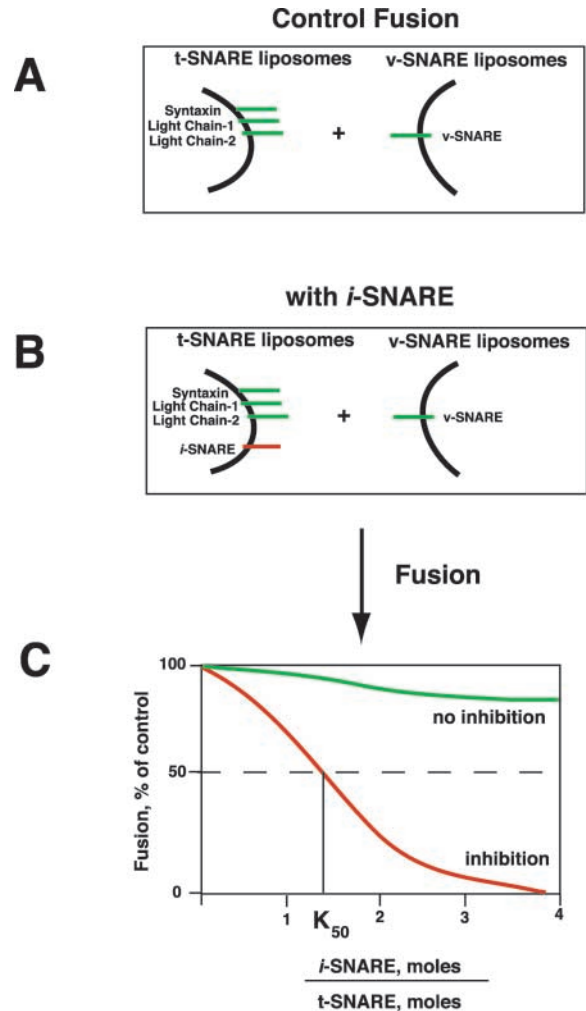 Control Fusion
A
t-SNARE liposomes
v-SNARE liposomes
Syntaxin
Light Chain-1
Light Chain-2
+
v-SNARE
with i-SNARE
B
t-SNARE liposomes
v-SNARE liposomes
Syntaxin
Light Chain-1
Light Chain-2
i-SNARE
+
v-SNARE
Fusion
C
Fusion, % of control
100
50
0
no inhibition
inhibition
1
K50
2
3
4
i-SNARE, moles
t-SNARE, moles